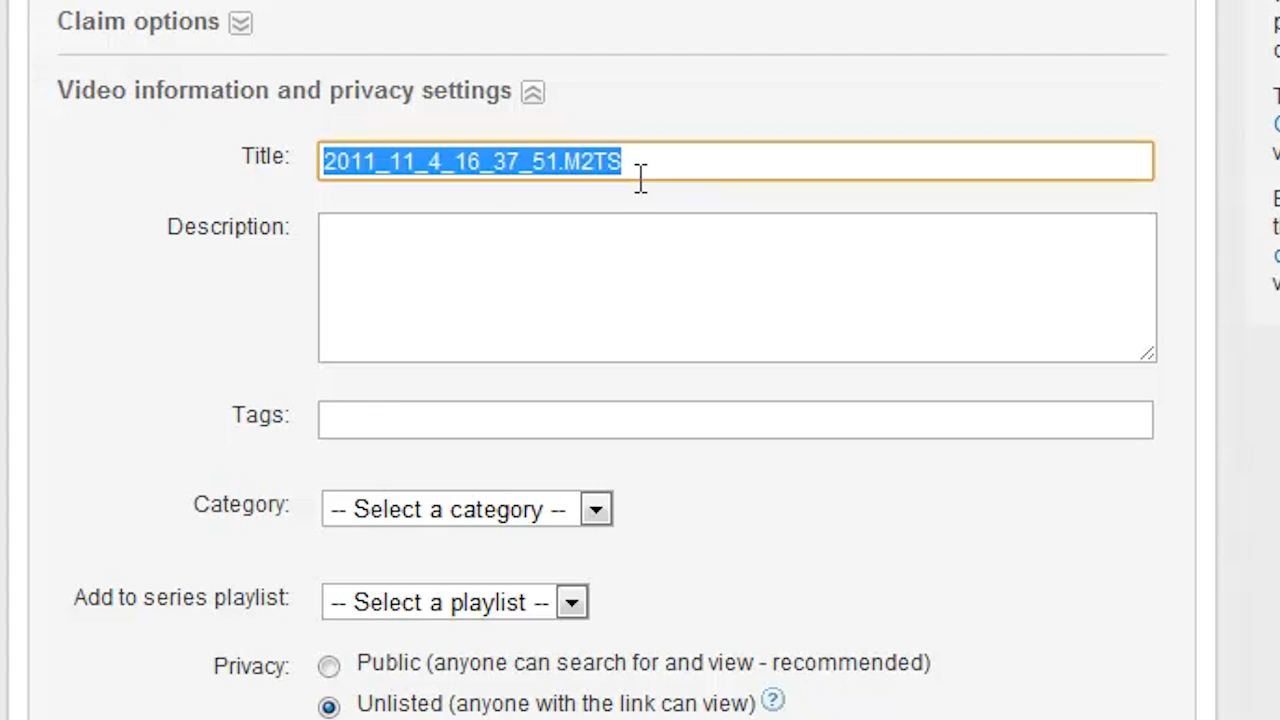 Claim options
Video information and privacy settings
Title: 2011_11_4_16_37_51.M2TS
Description:
Tags:
Category: -- Select a category --
Add to series playlist: -- Select a playlist --
Privacy: Public (anyone can search for and view - recommended)
Unlisted (anyone with the link can view) ?